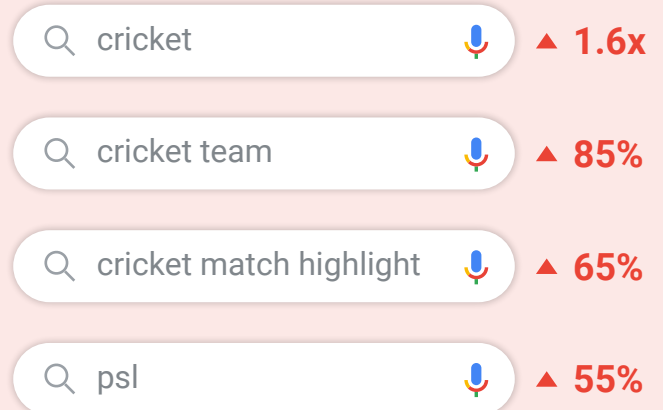 cricket ▲ 1.6x
cricket team ▲ 85%
cricket match highlight ▲ 65%
psl ▲ 55%